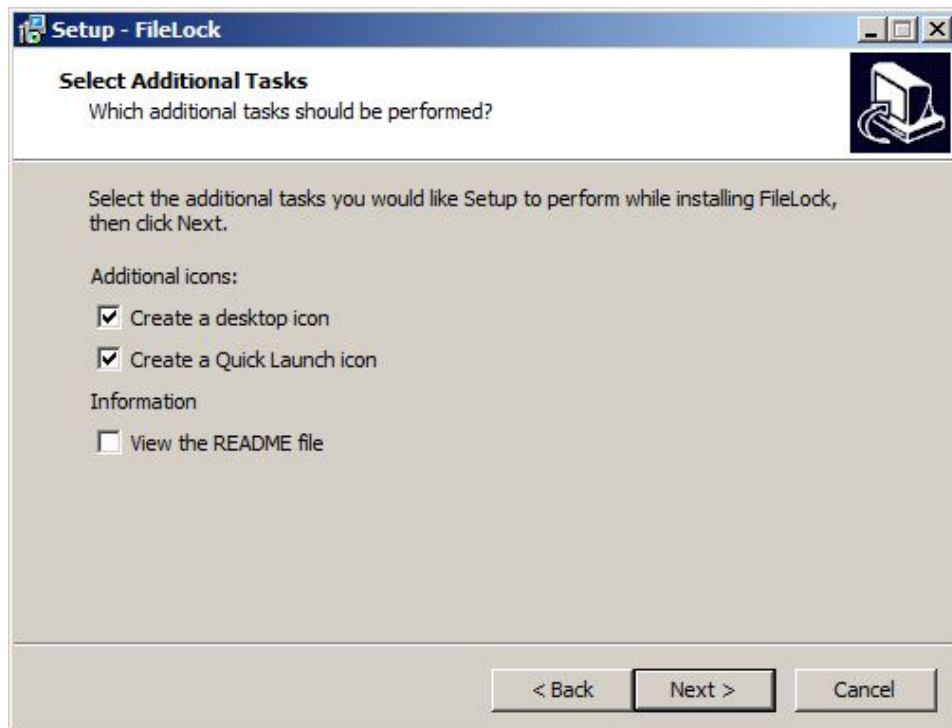 Setup - FileLock
Select Additional Tasks
Which additional tasks should be performed?
Select the additional tasks you would like Setup to perform while installing FileLock,
then click Next.
Additional icons:
Create a desktop icon
Create a Quick Launch icon
Information
View the README file
< Back
Next >
Cancel